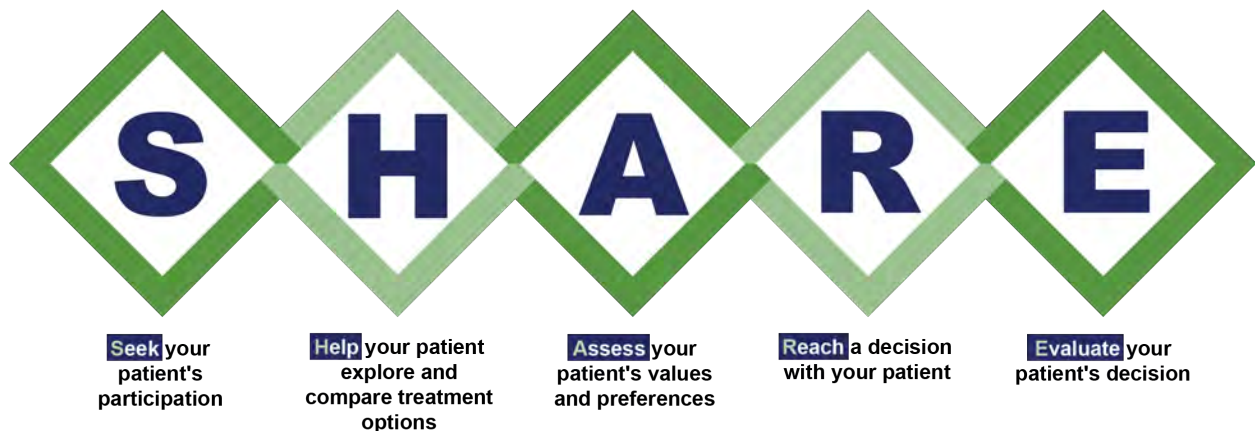 S H A R E
Seek your
patient's
participation
Help your patient
explore and
compare treatment
options
Assess your
patient's values
and preferences
Reach a decision
with your patient
Evaluate your
patient's decision